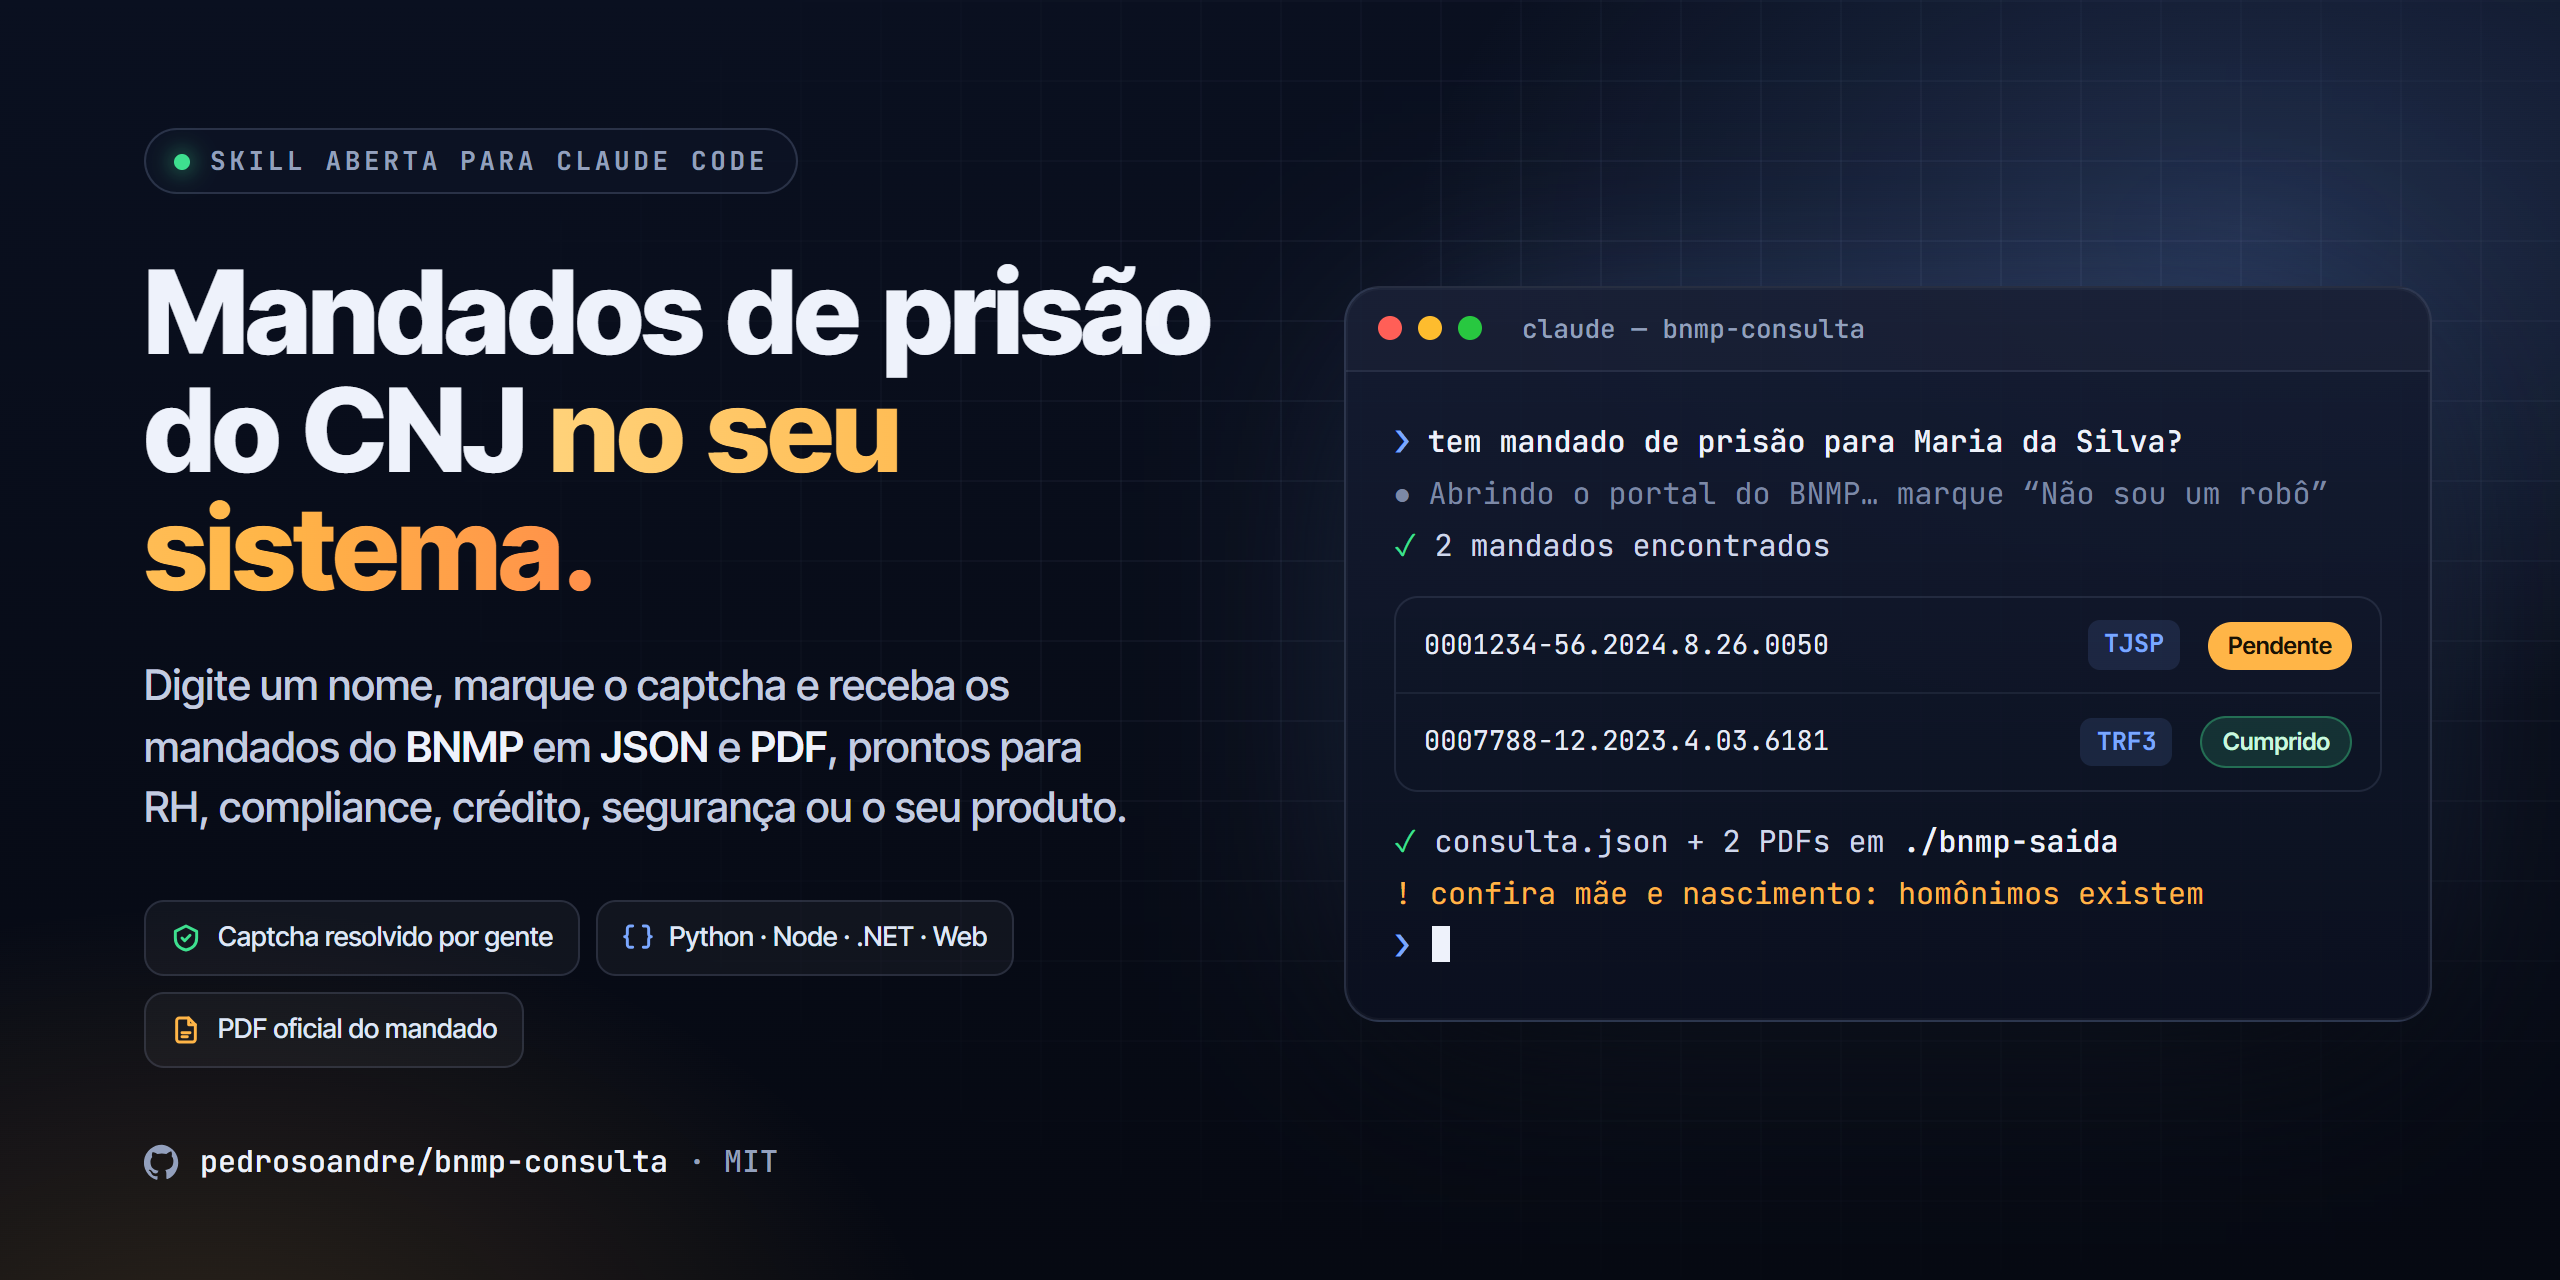 SKILL ABERTA PARA CLAUDE CODE
Mandados de prisão
do CNJ no seu
sistema.
Digite um nome, marque o captcha e receba os
mandados do BNMP em JSON e PDF, prontos para
RH, compliance, crédito, segurança ou o seu produto.
Captcha resolvido por gente
Python · Node · .NET · Web
PDF oficial do mandado
pedrosoandre/bnmp-consulta · MIT
claude — bnmp-consulta
❯ tem mandado de prisão para Maria da Silva?
● Abrindo o portal do BNMP… marque “Não sou um robô”
✓ 2 mandados encontrados
0001234-56.2024.8.26.0050 TJSP Pendente
0007788-12.2023.4.03.6181 TRF3 Cumprido
✓ consulta.json + 2 PDFs em ./bnmp-saida
! confira mãe e nascimento: homônimos existem
❯